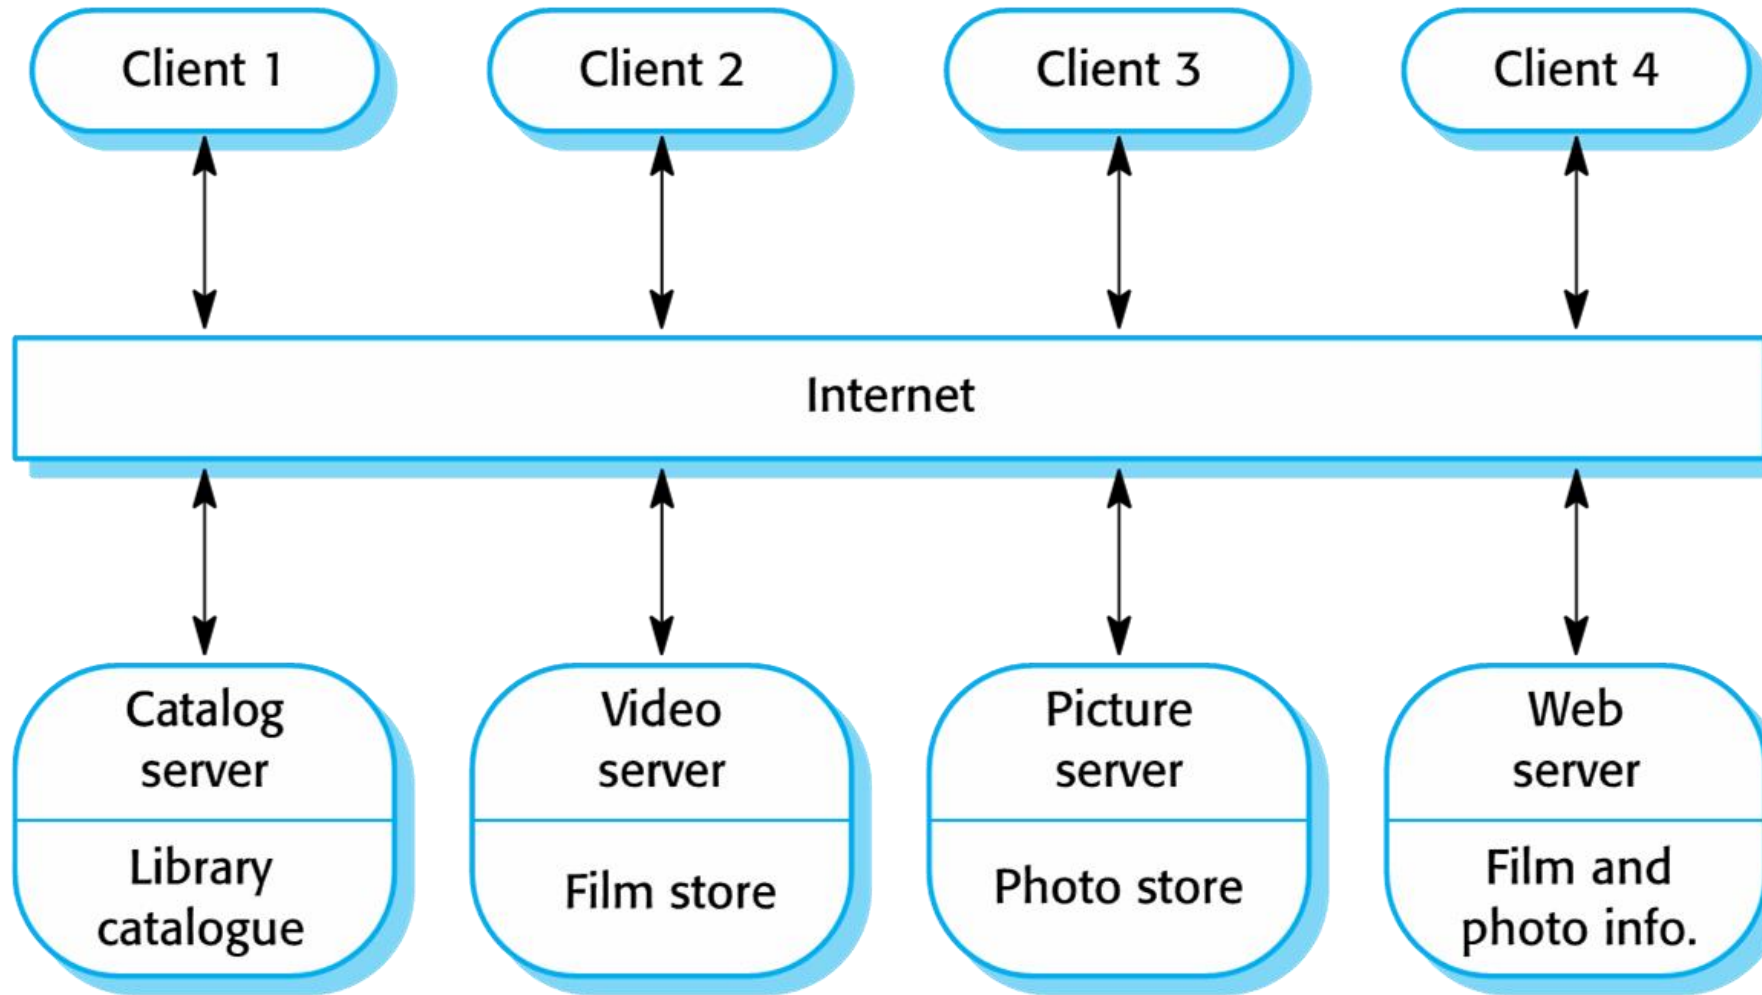 Client 1
Client 2
Client 3
Client 4
Internet
Catalog
server
Library
catalogue
Video
server
Film store
Picture
server
Photo store
Web
server
Film and
photo info.